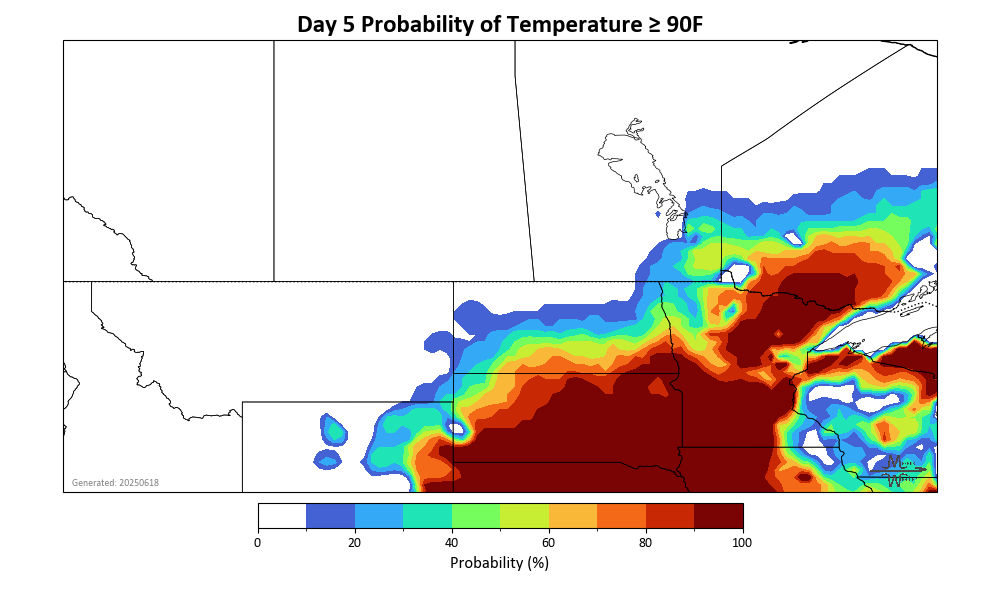 Day 5 Probability of Temperature ≥ 90F
Generated: 20250618
0 20 40 60 80 100
Probability (%)